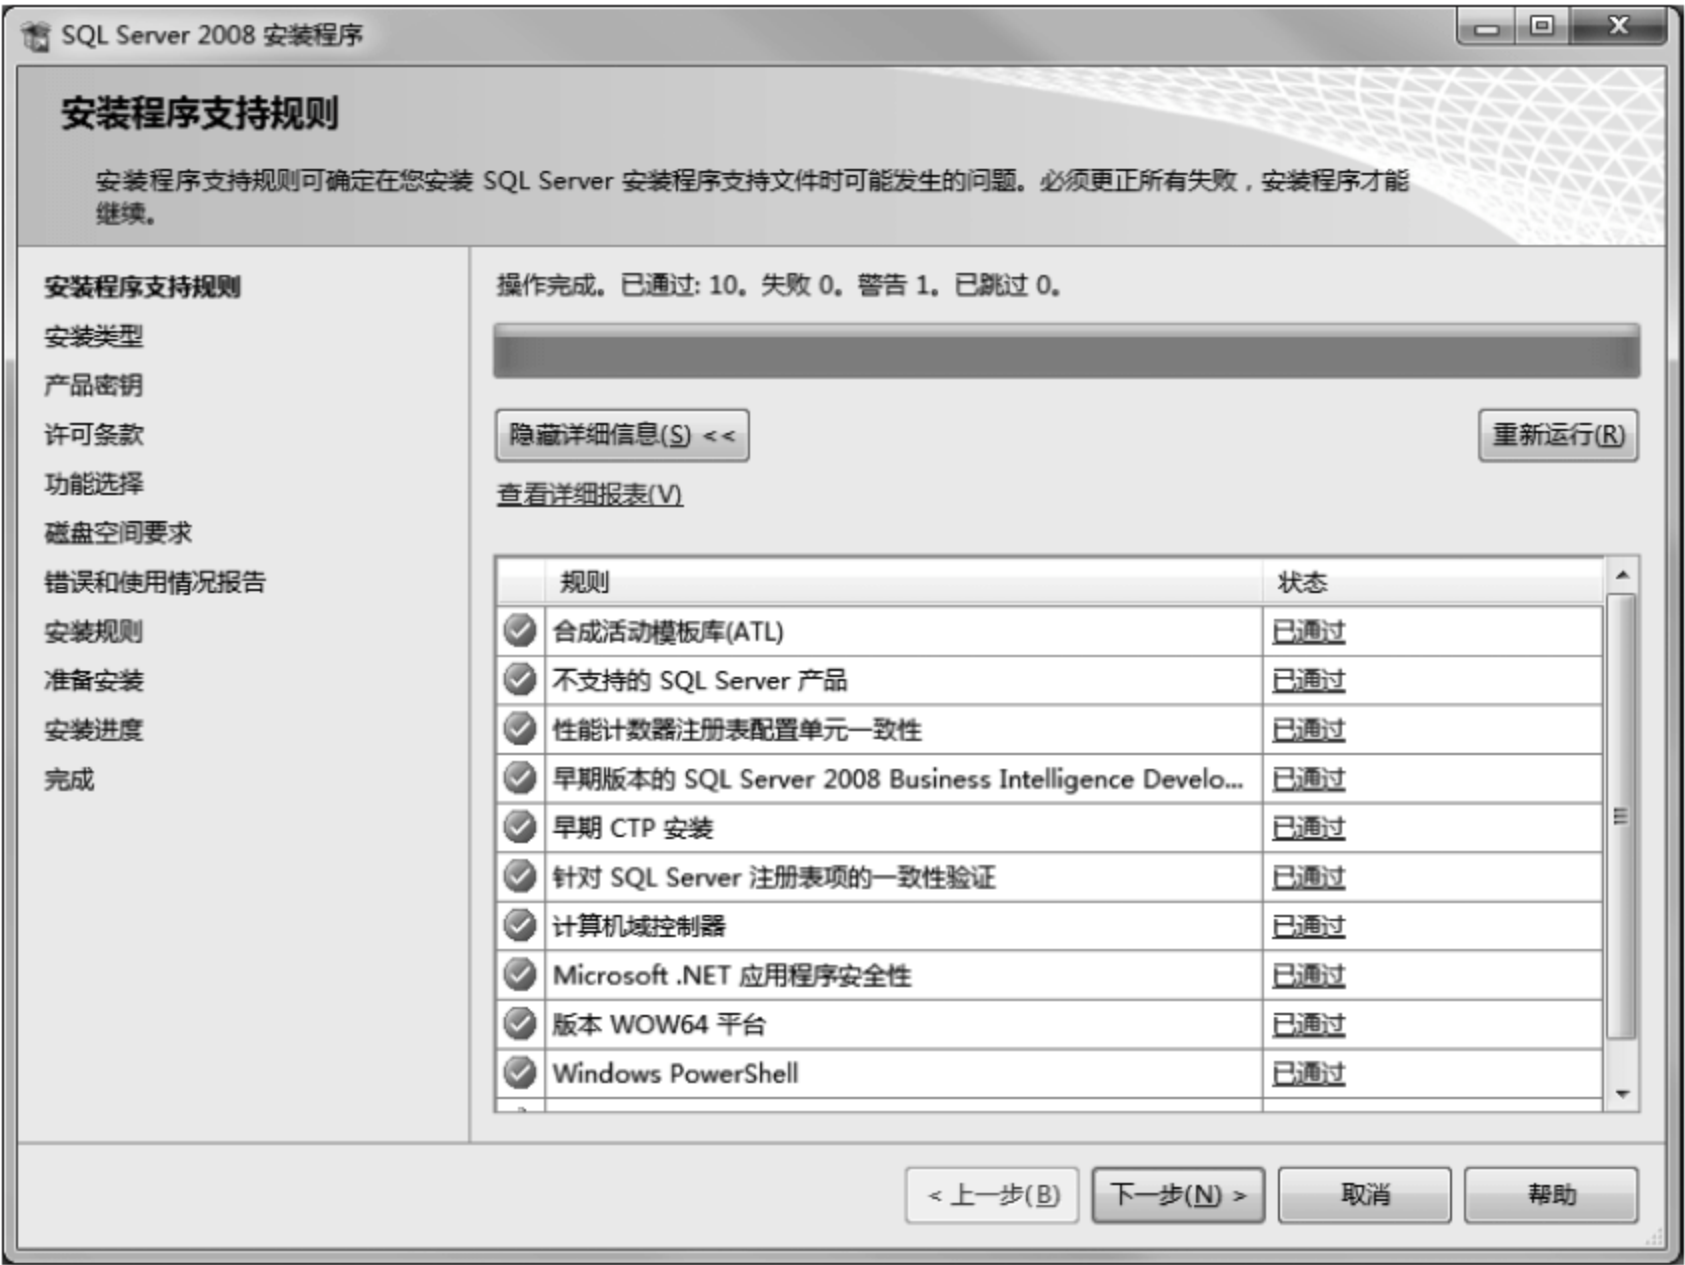 SQL Server 2008 安装程序
安装程序支持规则
安装程序支持规则可确定在您安装 SQL Server 安装程序支持文件时可能发生的问题。必须更正所有失败，安装程序才能
继续。
安装程序支持规则
安装类型
产品密钥
许可条款
功能选择
磁盘空间要求
错误和使用情况报告
安装规则
准备安装
安装进度
完成
操作完成。已通过: 10。失败 0。警告 1。已跳过 0。
隐藏详细信息(S) <<
重新运行(R)
查看详细报表(V)
规则 状态
合成活动模板库(ATL) 已通过
不支持的 SQL Server 产品 已通过
性能计数器注册表配置单元一致性 已通过
早期版本的 SQL Server 2008 Business Intelligence Develo... 已通过
早期 CTP 安装 已通过
针对 SQL Server 注册表项的一致性验证 已通过
计算机域控制器 已通过
Microsoft .NET 应用程序安全性 已通过
版本 WOW64 平台 已通过
Windows PowerShell 已通过
< 上一步(B) 下一步(N) > 取消 帮助